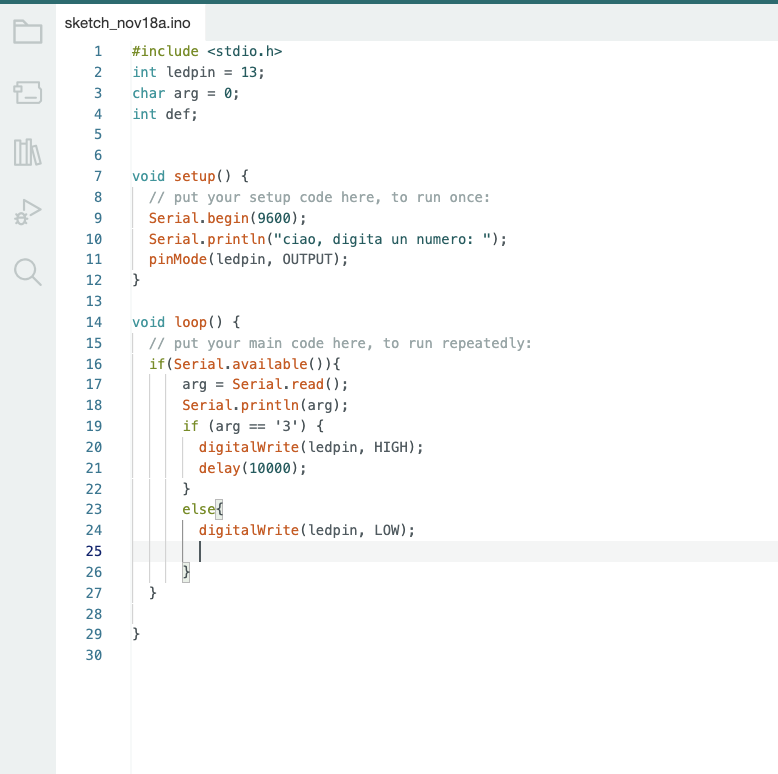 sketch_nov18a.ino
1 #include <stdio.h>
2 int ledpin = 13;
3 char arg = 0;
4 int def;
5
6
7 void setup() {
8 // put your setup code here, to run once:
9 Serial.begin(9600);
10 Serial.println("ciao, digita un numero: ");
11 pinMode(ledpin, OUTPUT);
12 }
13
14 void loop() {
15 // put your main code here, to run repeatedly:
16 if(Serial.available()){
17 arg = Serial.read();
18 Serial.println(arg);
19 if (arg == '3') {
20 digitalWrite(ledpin, HIGH);
21 delay(10000);
22 }
23 else{
24 digitalWrite(ledpin, LOW);
25
26 }
27 }
28
29 }
30